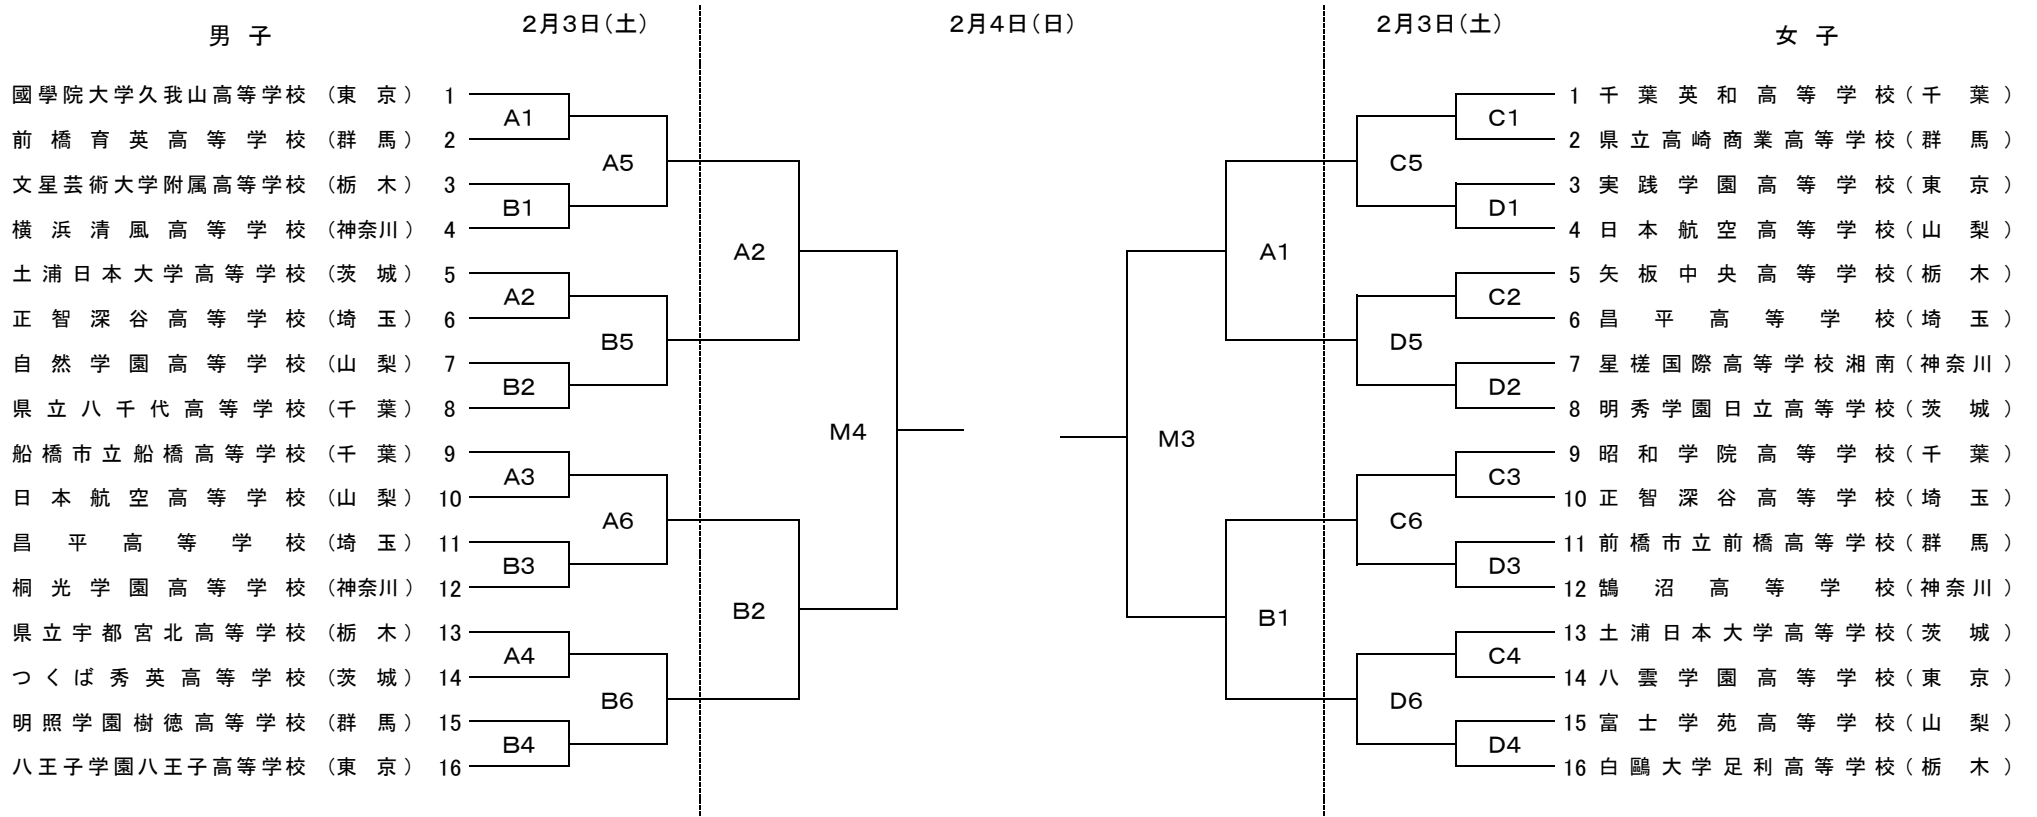 男子 2月3日(土) 2月4日(日) 2月3日(土) 女子
國學院大学久我山高等学校 (東京) 1
A1
前橋育英高等学校 (群馬) 2
A5
文星芸術大学附属高等学校 (栃木) 3
B1
横浜清風高等学校 (神奈川) 4
A2
土浦日本大学高等学校 (茨城) 5
A2
正智深谷高等学校 (埼玉) 6
B5
自然学園高等学校 (山梨) 7
B2
県立八千代高等学校 (千葉) 8
M4
船橋市立船橋高等学校 (千葉) 9
A3
日本航空高等学校 (山梨) 10
A6
昌平高等学校 (埼玉) 11
B3
桐光学園高等学校 (神奈川) 12
B2
県立宇都宮北高等学校 (栃木) 13
A4
つくば秀英高等学校 (茨城) 14
B6
明照学園樹徳高等学校 (群馬) 15
B4
八王子学園八王子高等学校 (東京) 16
1 千葉英和高等学校 (千葉)
C1
2 県立高崎商業高等学校 (群馬)
C5
3 実践学園高等学校 (東京)
D1
4 日本航空高等学校 (山梨)
A1
5 矢板中央高等学校 (栃木)
C2
6 昌平高等学校 (埼玉)
D5
7 星槎国際高等学校湘南 (神奈川)
D2
8 明秀学園日立高等学校 (茨城)
M3
9 昭和学院高等学校 (千葉)
C3
10 正智深谷高等学校 (埼玉)
C6
11 前橋市立前橋高等学校 (群馬)
D3
12 鵠沼高等学校 (神奈川)
B1
13 土浦日本大学高等学校 (茨城)
C4
14 八雲学園高等学校 (東京)
D6
15 富士学苑高等学校 (山梨)
D4
16 白鷗大学足利高等学校 (栃木)